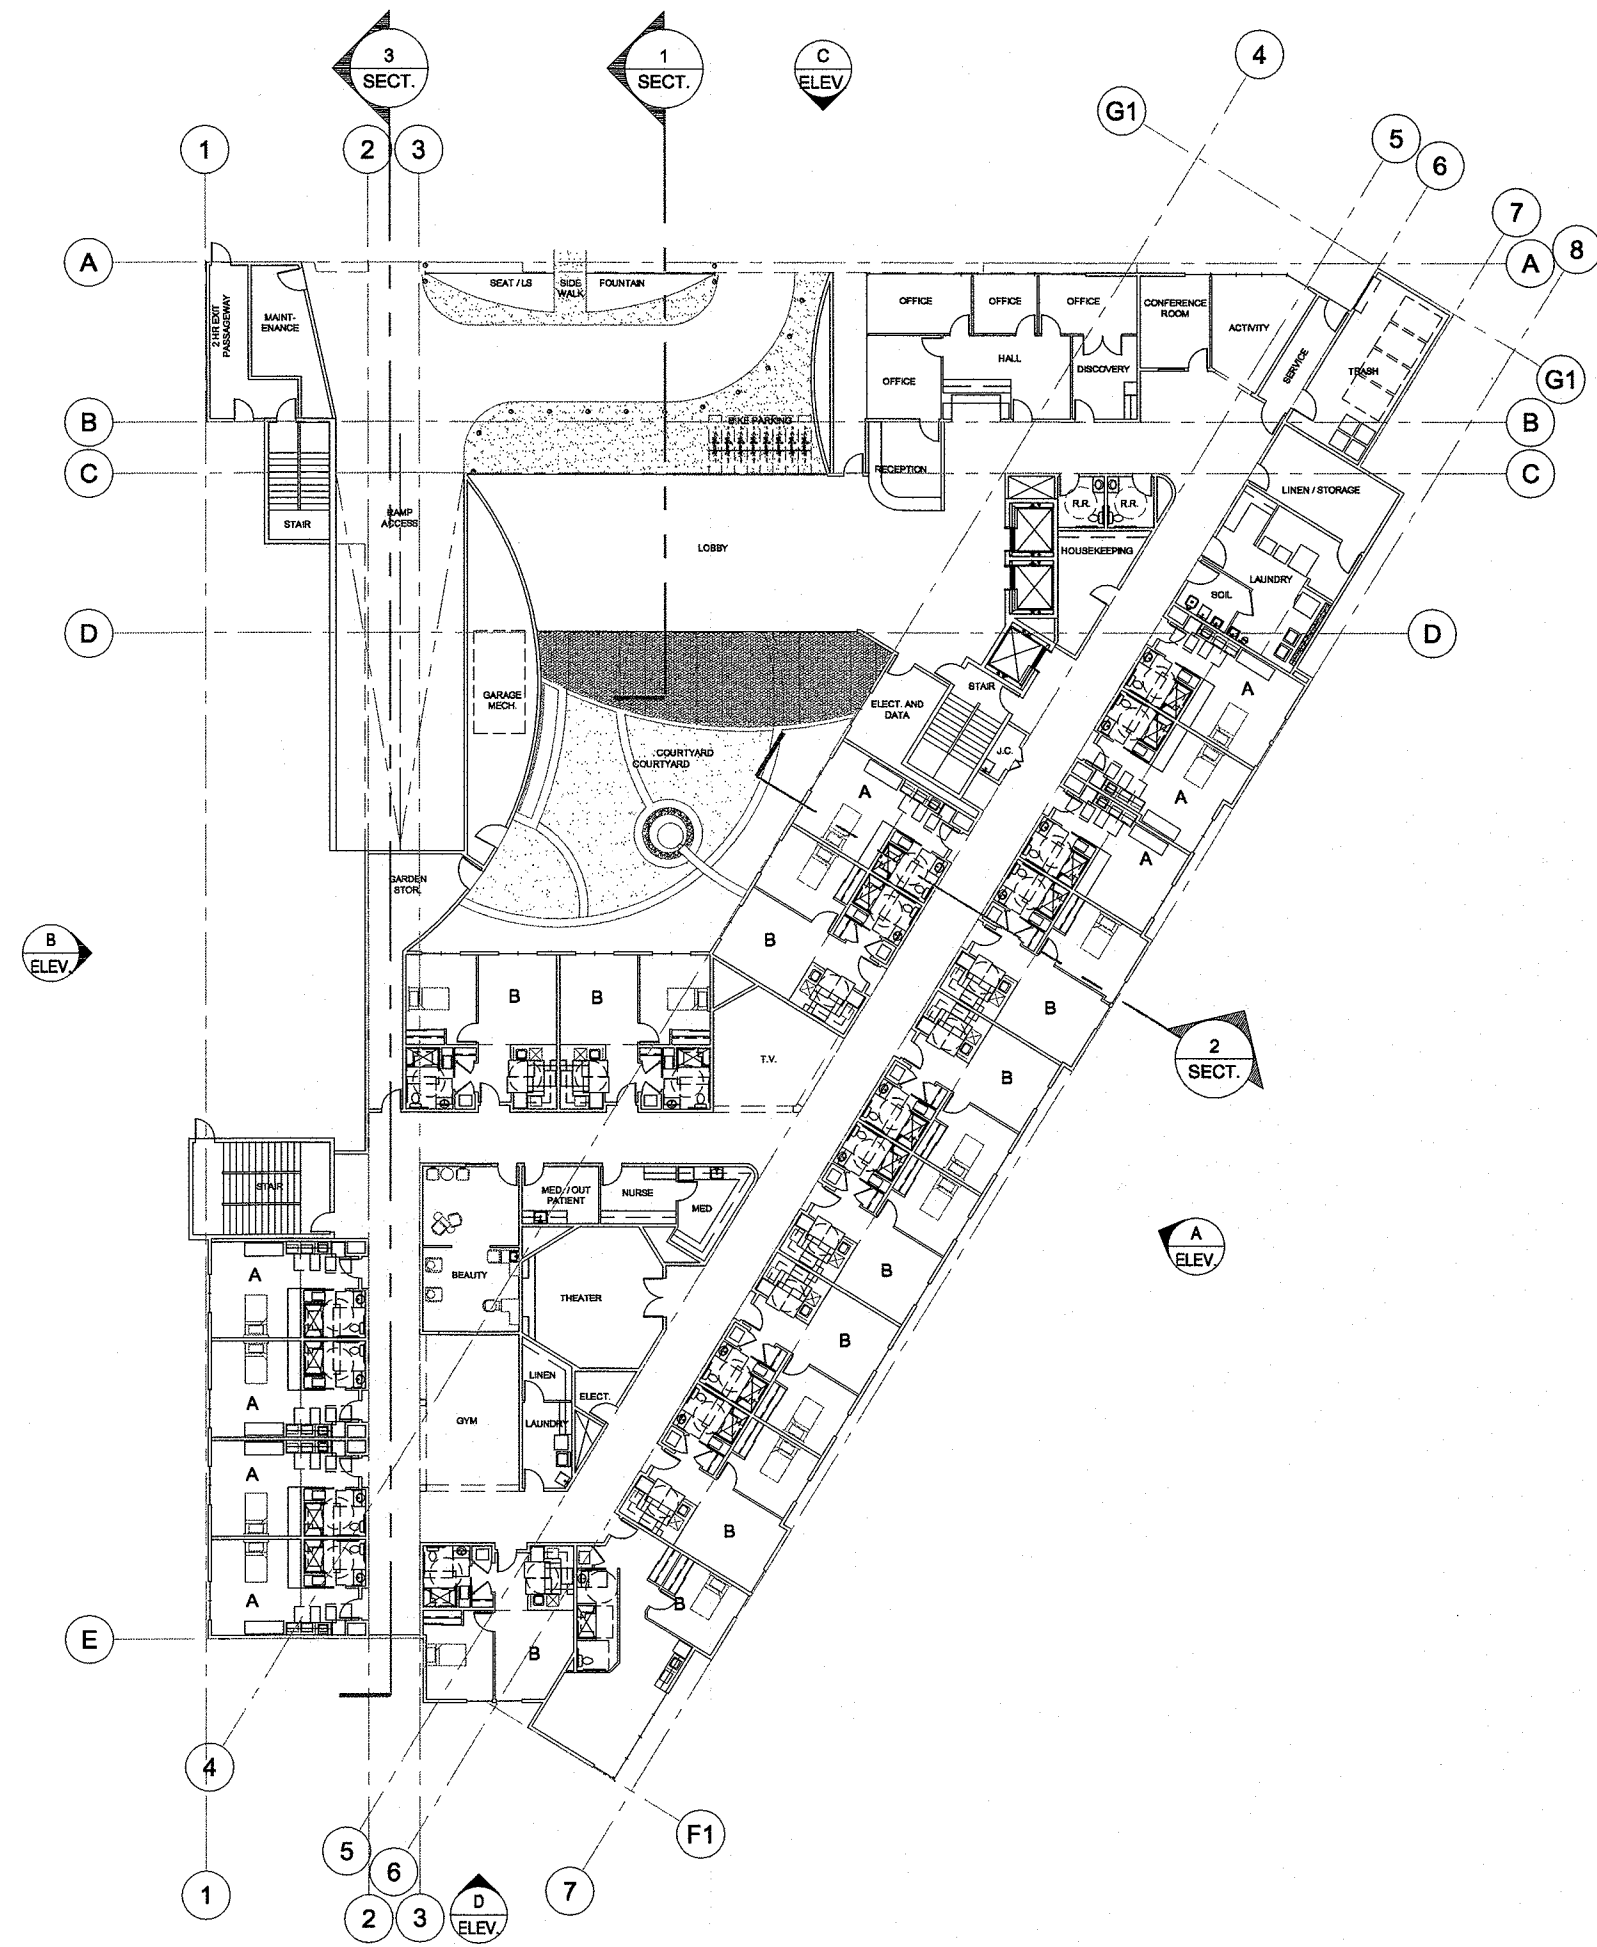 3
SECT.
1
SECT.
C
ELEV.
4
G1
5
6
1
2
3
7
8
A
A
SEAT / LS
SIDE
WALK
FOUNTAIN
OFFICE
OFFICE
OFFICE
CONFERENCE
ROOM
ACTIVITY
2 HR EXIT
PASSAGEWAY
MAINT-
ENANCE
HALL
DISCOVERY
SERVICE
TRASH
OFFICE
G1
B
BIKE PARKING
B
C
RECEPTION
C
LINEN / STORAGE
R.R.
R.R.
STAIR
RAMP
ACCESS
LOBBY
HOUSEKEEPING
LAUNDRY
SOIL
D
D
GARAGE
MECH.
STAIR
ELECT. AND
DATA
A
J.C.
COURTYARD
COURTYARD
A
A
A
GARDEN
STOR.
B
B
ELEV.
B
B
B
2
SECT.
T.V.
B
STAIR
MED. / OUT
PATIENT
NURSE
MED
A
ELEV.
A
BEAUTY
THEATER
B
B
A
LINEN
ELECT.
GYM
LAUNDRY
A
B
A
B
E
B
4
F1
5
6
7
1
2
3
D
ELEV.